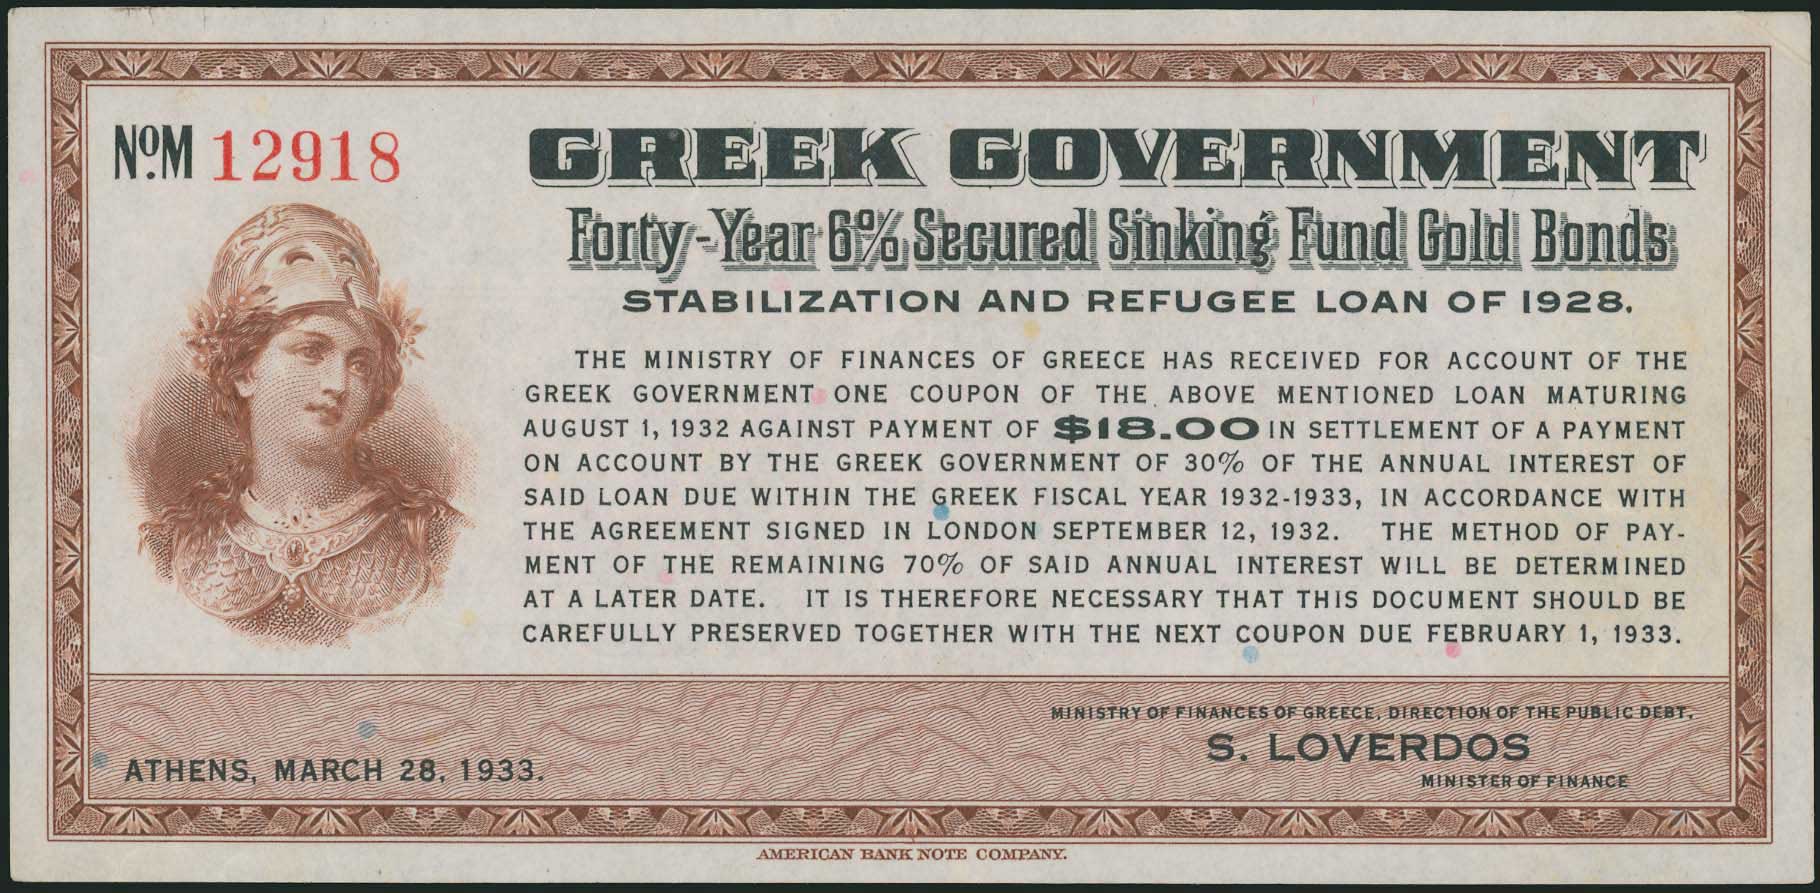 No. M 12918
GREEK GOVERNMENT
Forty-Year 6% Secured Sinking Fund Gold Bonds
STABILIZATION AND REFUGEE LOAN OF 1928.
THE MINISTRY OF FINANCES OF GREECE HAS RECEIVED FOR ACCOUNT OF THE
GREEK GOVERNMENT ONE COUPON OF THE ABOVE MENTIONED LOAN MATURING
AUGUST 1, 1932 AGAINST PAYMENT OF $18.00 IN SETTLEMENT OF A PAYMENT
ON ACCOUNT BY THE GREEK GOVERNMENT OF 30% OF THE ANNUAL INTEREST OF
SAID LOAN DUE WITHIN THE GREEK FISCAL YEAR 1932-1933, IN ACCORDANCE WITH
THE AGREEMENT SIGNED IN LONDON SEPTEMBER 12, 1932. THE METHOD OF PAY-
MENT OF THE REMAINING 70% OF SAID ANNUAL INTEREST WILL BE DETERMINED
AT A LATER DATE. IT IS THEREFORE NECESSARY THAT THIS DOCUMENT SHOULD BE
CAREFULLY PRESERVED TOGETHER WITH THE NEXT COUPON DUE FEBRUARY 1, 1933.
MINISTRY OF FINANCES OF GREECE, DIRECTION OF THE PUBLIC DEBT,
S. LOVERDOS
MINISTER OF FINANCE
ATHENS, MARCH 28, 1933.
AMERICAN BANK NOTE COMPANY.